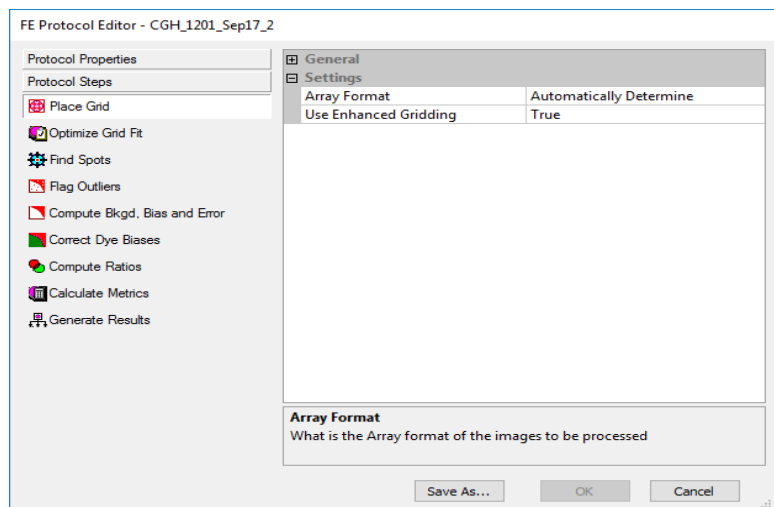 FE Protocol Editor - CGH_1201_Sep17_2
Protocol Properties
Protocol Steps
Place Grid
Optimize Grid Fit
Find Spots
Flag Outliers
Compute Bkgd, Bias and Error
Correct Dye Biases
Compute Ratios
Calculate Metrics
Generate Results
General
Settings
Array Format Automatically Determine
Use Enhanced Gridding True
Array Format
What is the Array format of the images to be processed
Save As... OK Cancel